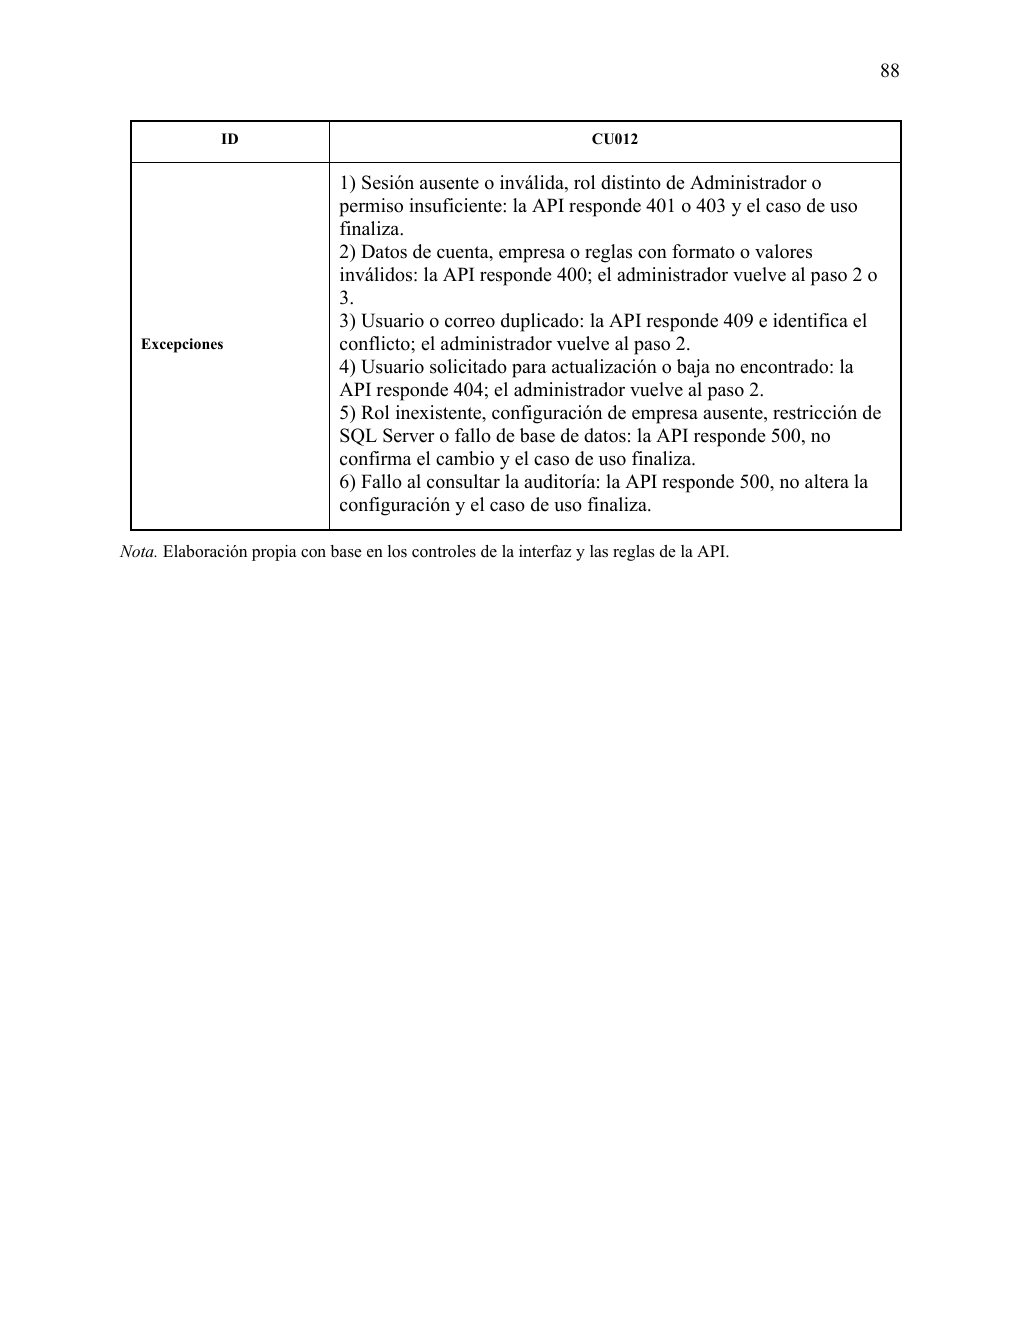 88
ID
CU012
Excepciones
1) Sesión ausente o inválida, rol distinto de Administrador o
permiso insuficiente: la API responde 401 o 403 y el caso de uso
finaliza.
2) Datos de cuenta, empresa o reglas con formato o valores
inválidos: la API responde 400; el administrador vuelve al paso 2 o
3.
3) Usuario o correo duplicado: la API responde 409 e identifica el
conflicto; el administrador vuelve al paso 2.
4) Usuario solicitado para actualización o baja no encontrado: la
API responde 404; el administrador vuelve al paso 2.
5) Rol inexistente, configuración de empresa ausente, restricción de
SQL Server o fallo de base de datos: la API responde 500, no
confirma el cambio y el caso de uso finaliza.
6) Fallo al consultar la auditoría: la API responde 500, no altera la
configuración y el caso de uso finaliza.
Nota. Elaboración propia con base en los controles de la interfaz y las reglas de la API.